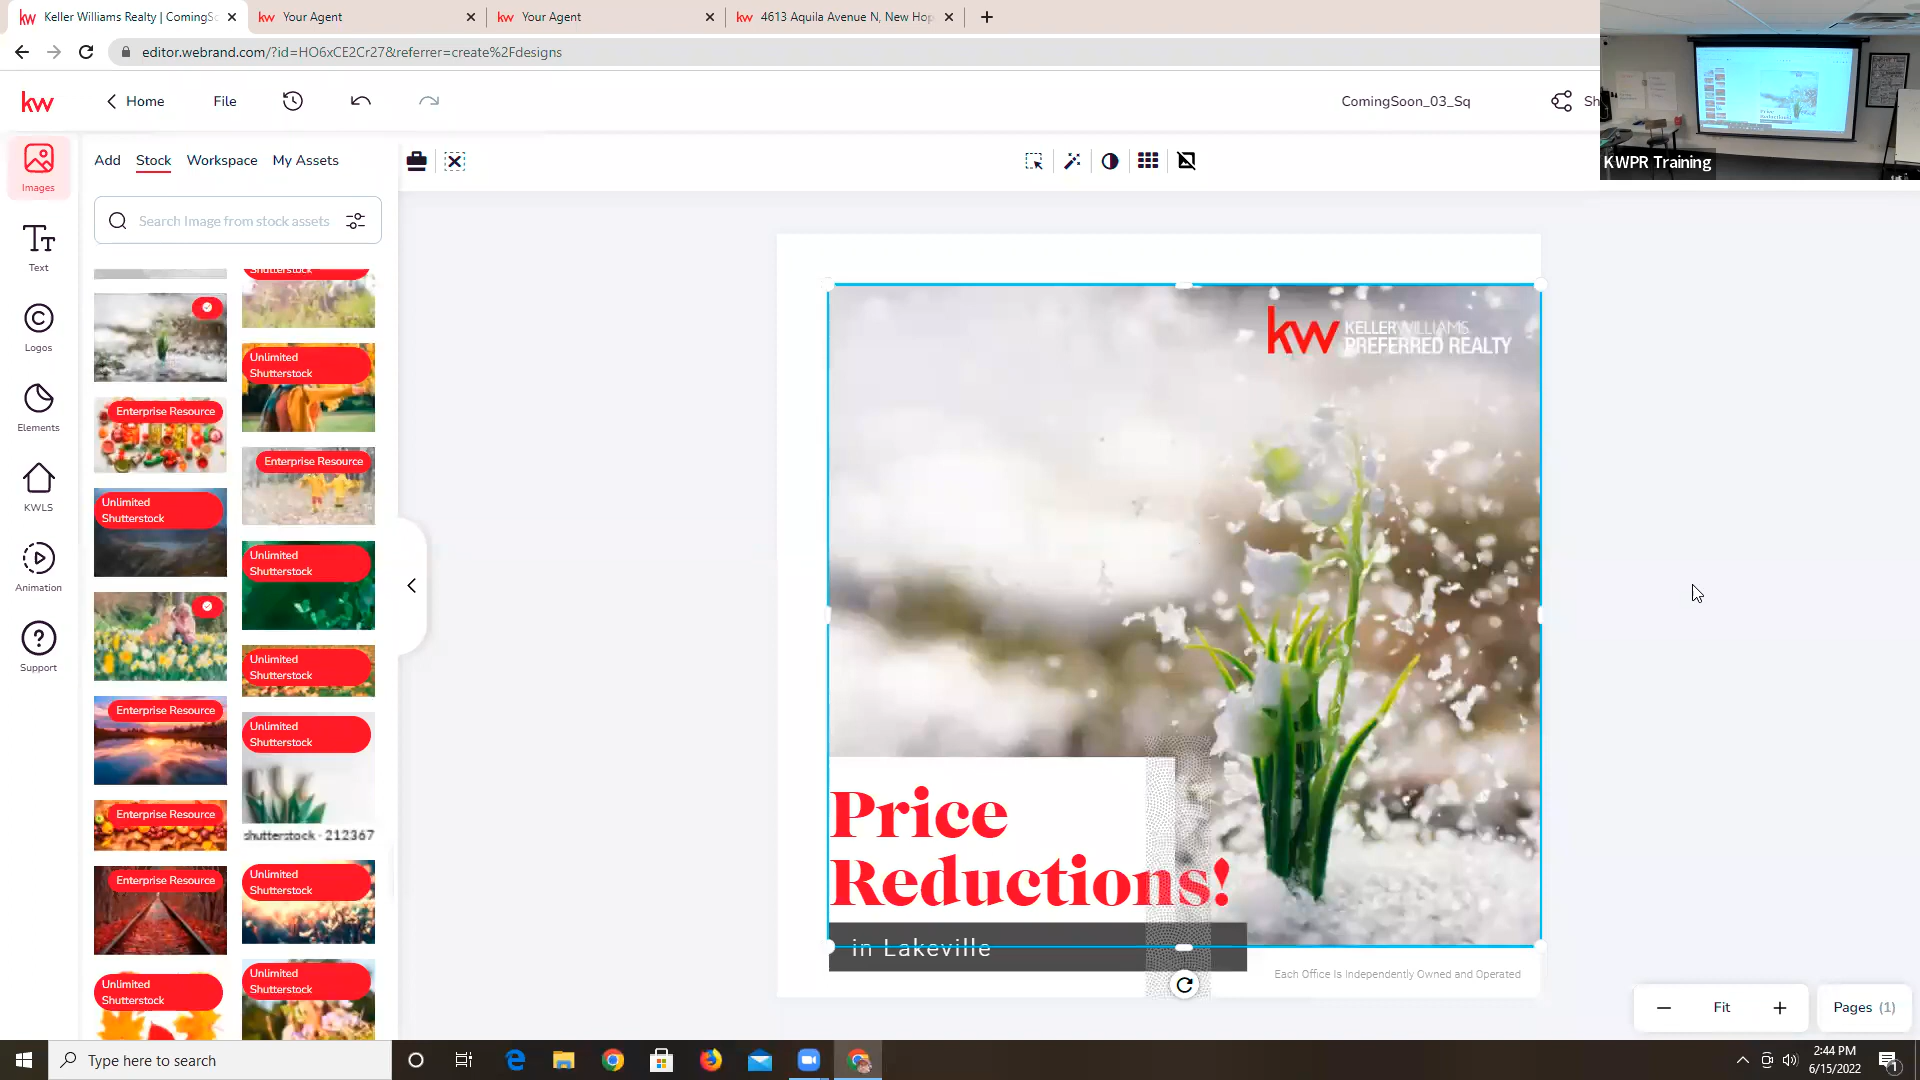 Keller Williams Realty | ComingSo
Your Agent
Your Agent
4613 Aquila Avenue N, New Hop
editor.webrand.com/?id=HO6xCE2Cr27&referrer=create%2Fdesigns
kw
Home
File
ComingSoon_03_Sq
Sh
KWPR Training
Images
Text
Logos
Elements
KWLS
Animation
Support
Add
Stock
Workspace
My Assets
Search Image from stock assets
Shutterstock
Unlimited
Shutterstock
Enterprise Resource
Enterprise Resource
Unlimited
Shutterstock
Unlimited
Shutterstock
Unlimited
Shutterstock
Enterprise Resource
Unlimited
Shutterstock
shutterstock · 212367
Enterprise Resource
Enterprise Resource
Unlimited
Shutterstock
Unlimited
Shutterstock
Unlimited
Shutterstock
kw KELLERWILLIAMS
PREFERRED REALTY
Price
Reductions!
in Lakeville
Each Office Is Independently Owned and Operated
Fit
Pages (1)
Type here to search
2:44 PM
6/15/2022
1